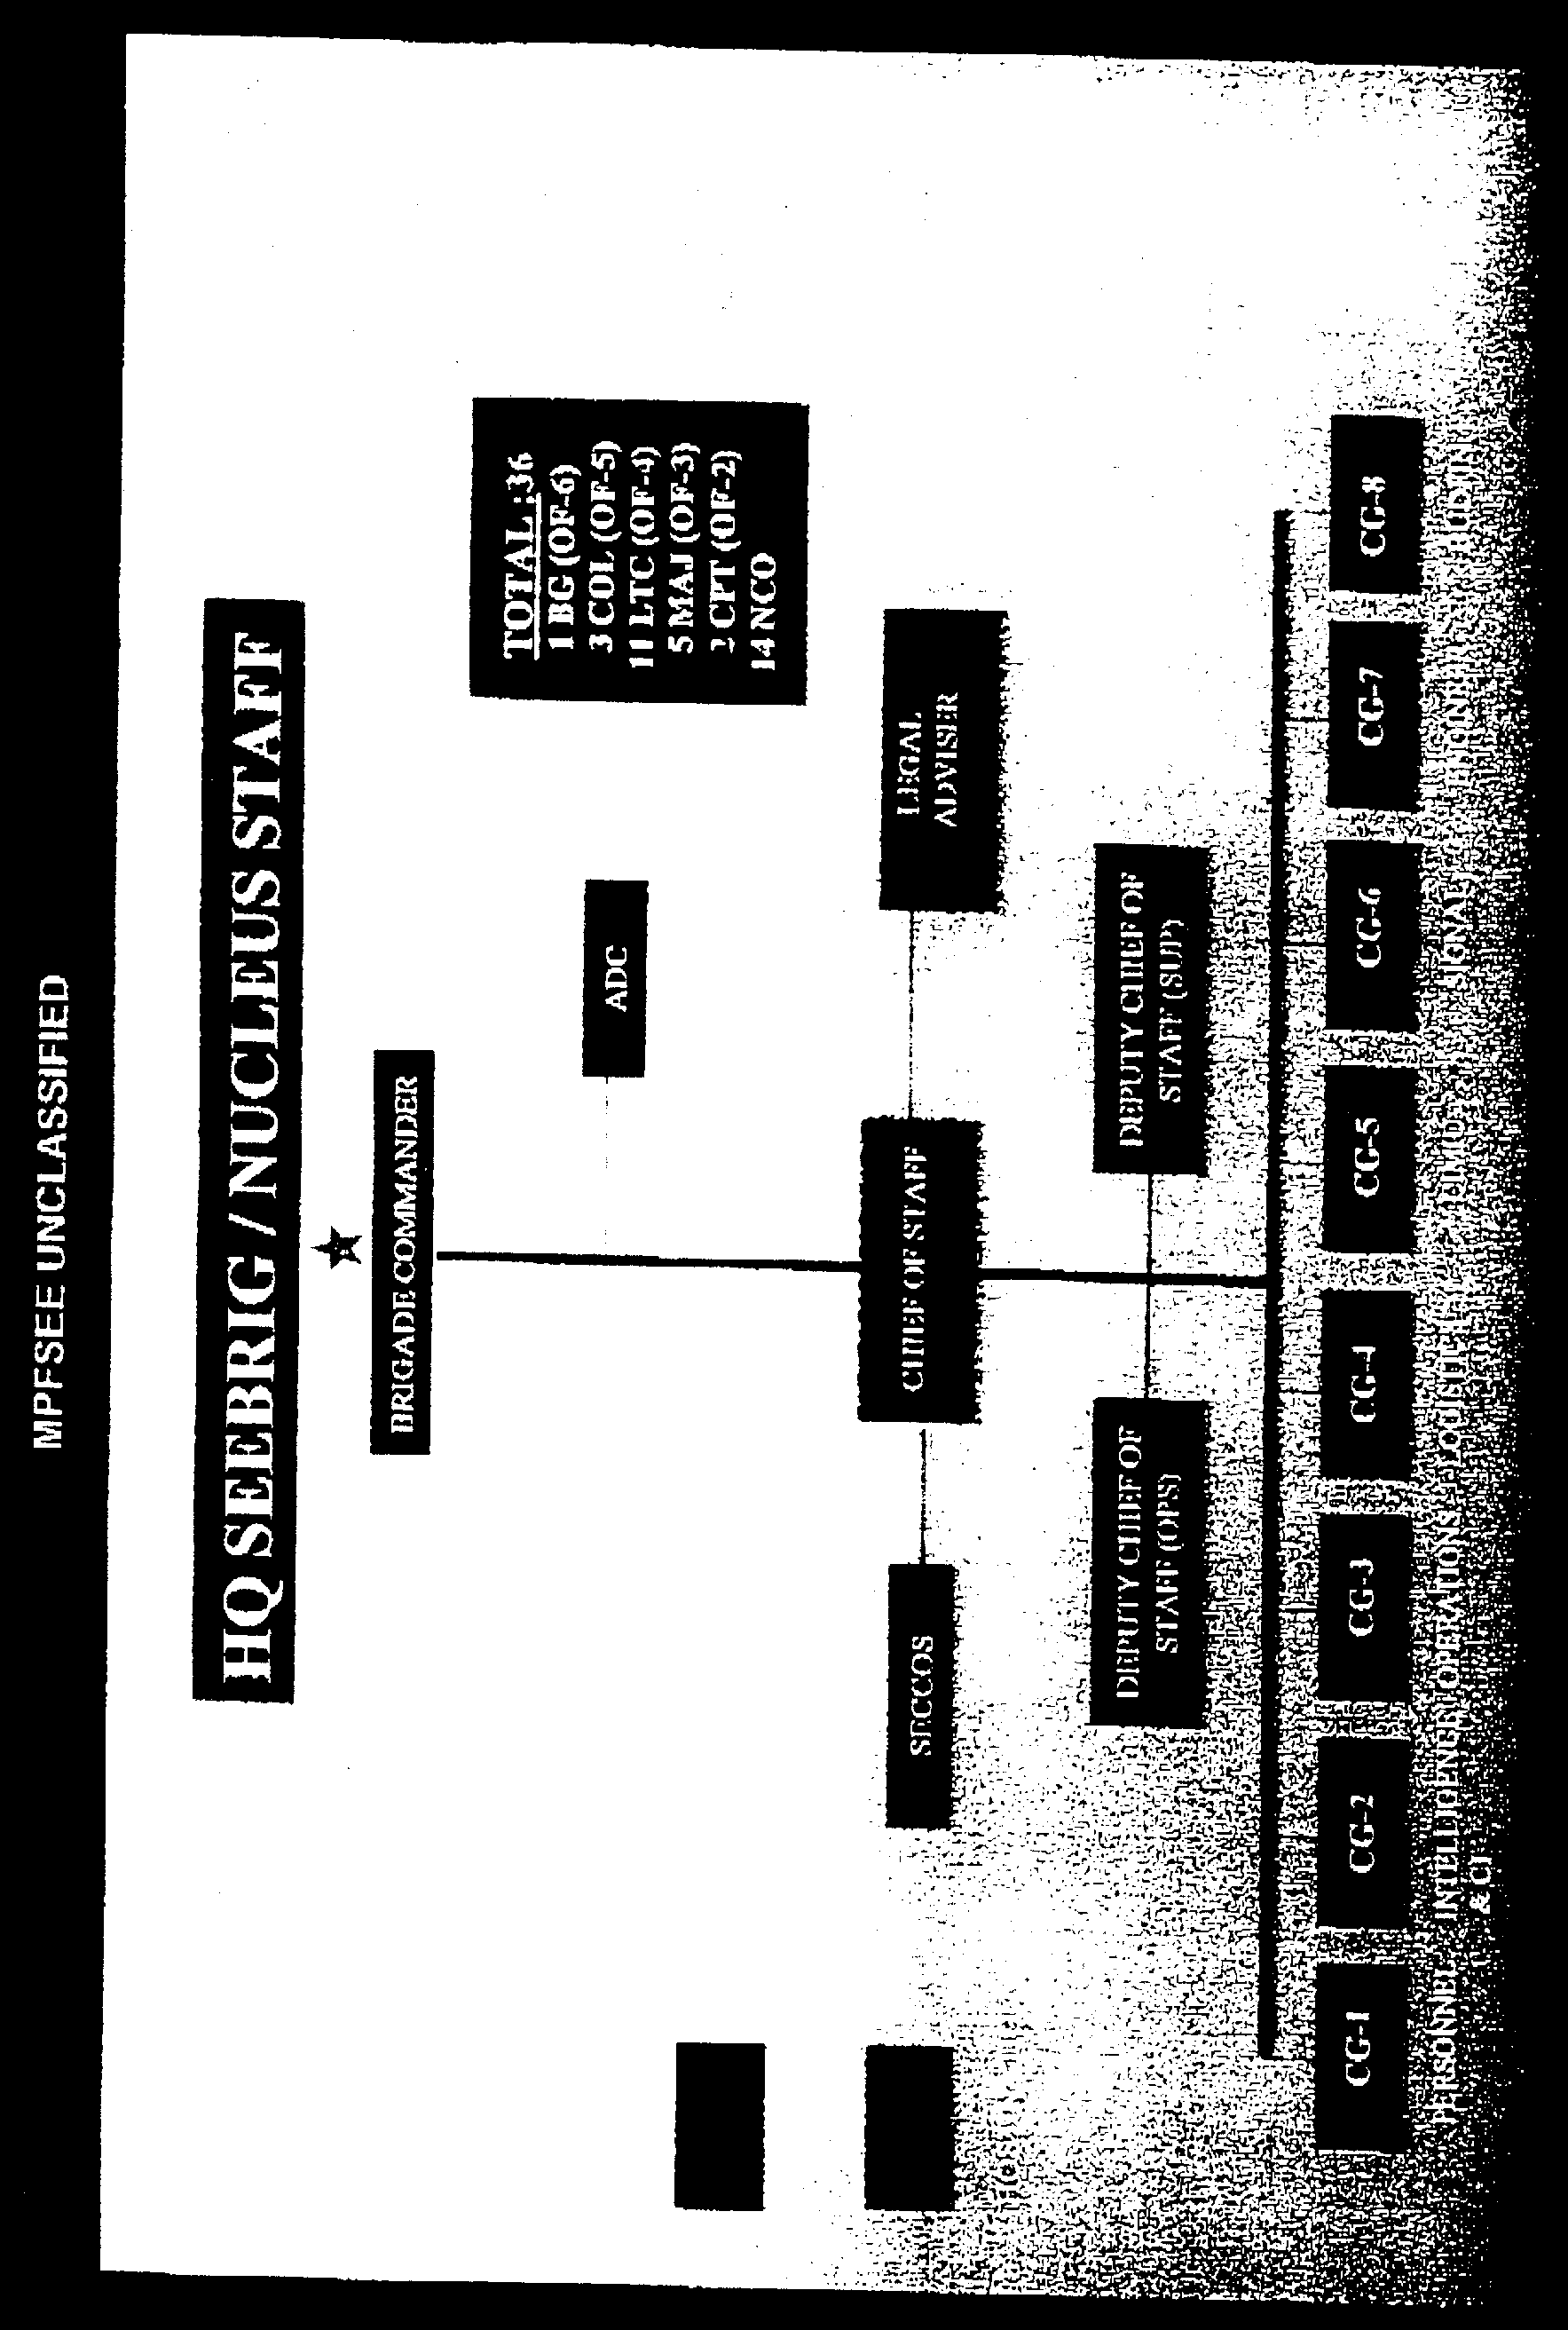 MPFSEE UNCLASSIFIED
HQ SEEBRIG / NUCLEUS STAFF
BRIGADE COMMANDER
ADC
TOTAL :36
1 BG (OF-6)
3 COL (OF-5)
11 LTC (OF-4)
5 MAJ (OF-3)
2 CPT (OF-2)
14 NCO
SECCOS
CHIEF OF STAFF
LEGAL
ADVISER
DEPUTY CHIEF OF
STAFF (OPS)
DEPUTY CHIEF OF
STAFF (SUP)
CG-1
CG-2
CG-3
CG-4
CG-5
CG-6
CG-7
CG-8
PERSONNEL
INTELLIGENCE
& CI
OPERATIONS
SIGNAL